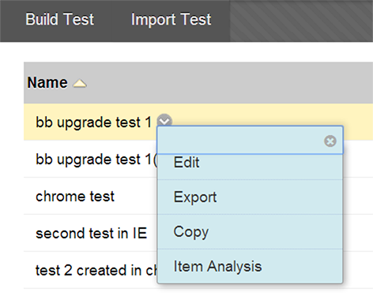 Build Test Import Test
Name
bb upgrade test 1
bb upgrade test 1(
Edit
chrome test
Export
second test in IE
Copy
test 2 created in
Item Analysis